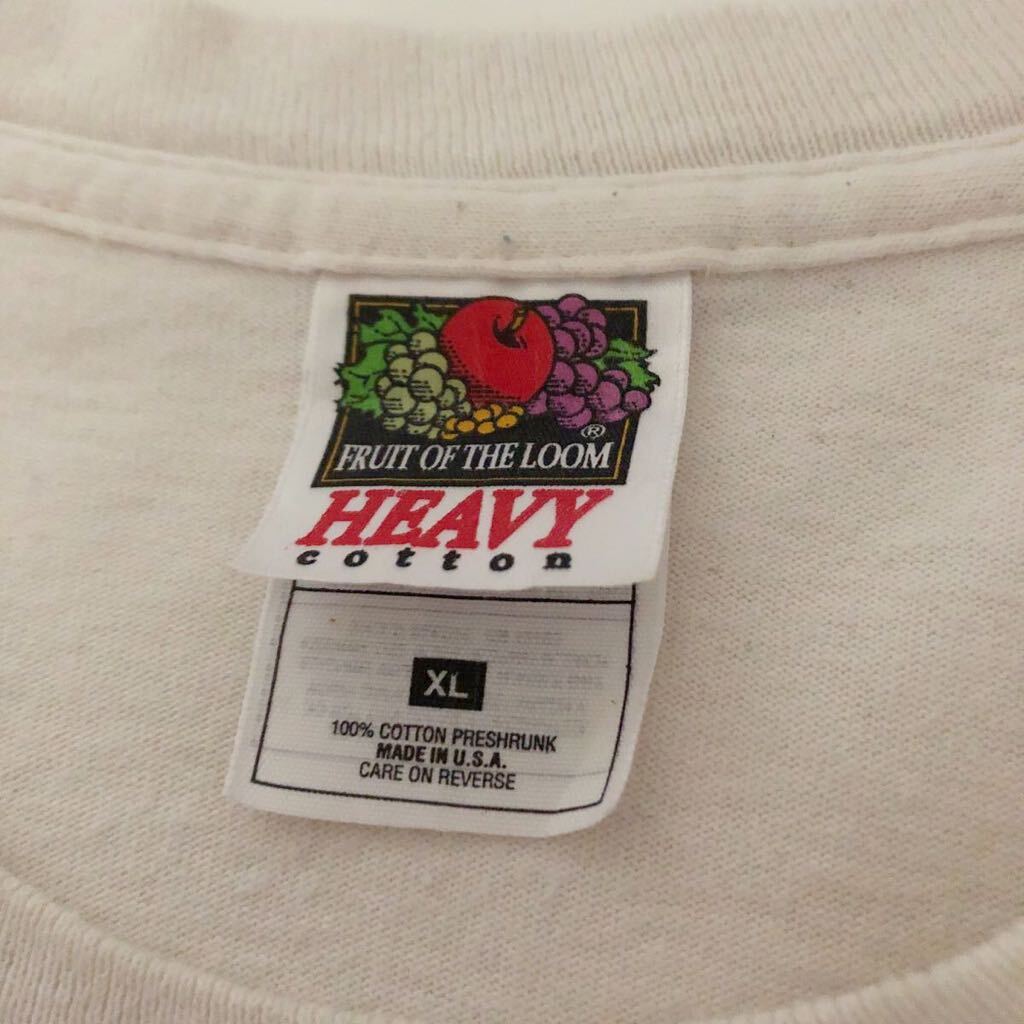 ®
FRUIT OF THE LOOM
HEAVY
cotton
XL
100% COTTON PRESHRUNK
MADE IN U.S.A.
CARE ON REVERSE